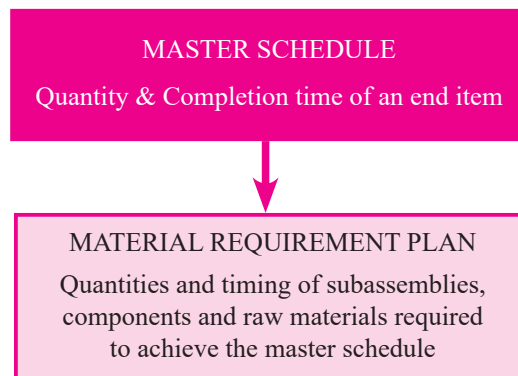 MASTER SCHEDULE
Quantity & Completion time of an end item
MATERIAL REQUIREMENT PLAN
Quantities and timing of subassemblies,
components and raw materials required
to achieve the master schedule